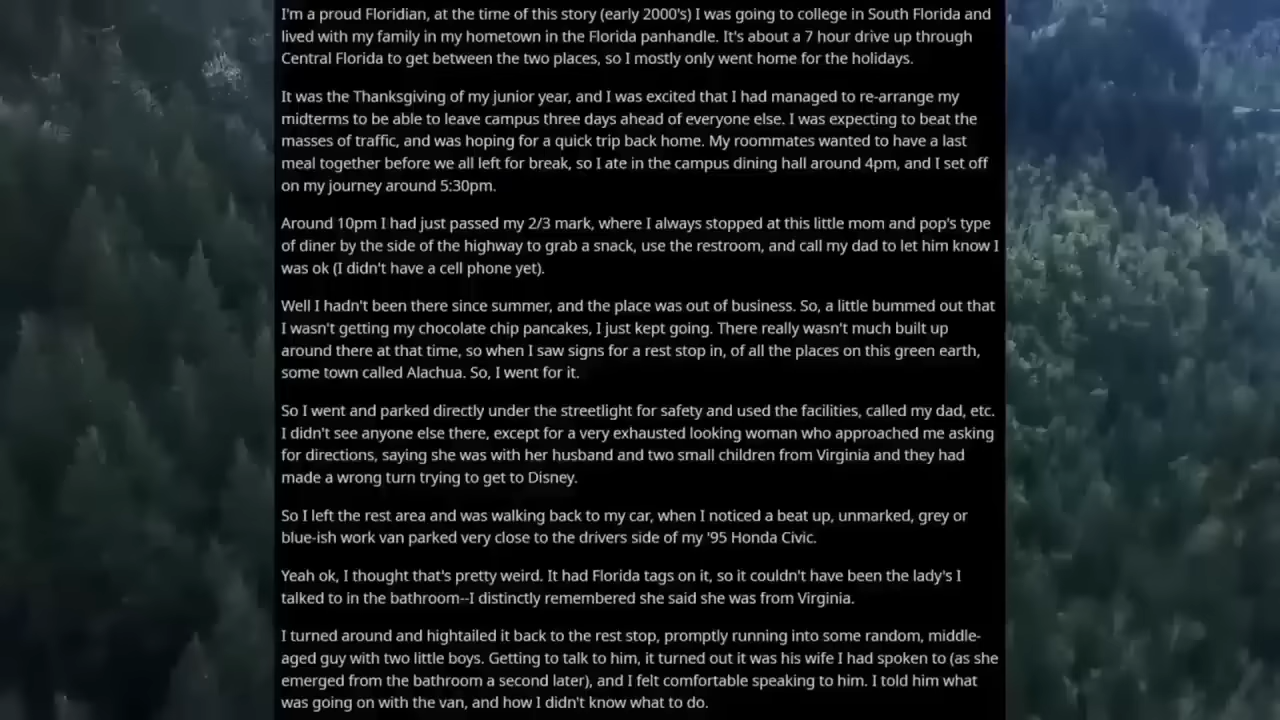 I'm a proud Floridian, at the time of this story (early 2000's) I was going to college in South Florida and
lived with my family in my hometown in the Florida panhandle. It's about a 7 hour drive up through
Central Florida to get between the two places, so I mostly only went home for the holidays.
It was the Thanksgiving of my junior year, and I was excited that I had managed to re-arrange my
midterms to be able to leave campus three days ahead of everyone else. I was expecting to beat the
masses of traffic, and was hoping for a quick trip back home. My roommates wanted to have a last
meal together before we all left for break, so I ate in the campus dining hall around 4pm, and I set off
on my journey around 5:30pm.
Around 10pm I had just passed my 2/3 mark, where I always stopped at this little mom and pop's type
of diner by the side of the highway to grab a snack, use the restroom, and call my dad to let him know I
was ok (I didn't have a cell phone yet).
Well I hadn't been there since summer, and the place was out of business. So, a little bummed out that
I wasn't getting my chocolate chip pancakes, I just kept going. There really wasn't much built up
around there at that time, so when I saw signs for a rest stop in, of all the places on this green earth,
some town called Alachua. So, I went for it.
So I went and parked directly under the streetlight for safety and used the facilities, called my dad, etc.
I didn't see anyone else there, except for a very exhausted looking woman who approached me asking
for directions, saying she was with her husband and two small children from Virginia and they had
made a wrong turn trying to get to Disney.
So I left the rest area and was walking back to my car, when I noticed a beat up, unmarked, grey or
blue-ish work van parked very close to the drivers side of my '95 Honda Civic.
Yeah ok, I thought that's pretty weird. It had Florida tags on it, so it couldn't have been the lady's I
talked to in the bathroom--I distinctly remembered she said she was from Virginia.
I turned around and hightailed it back to the rest stop, promptly running into some random, middle-
aged guy with two little boys. Getting to talk to him, it turned out it was his wife I had spoken to (as she
emerged from the bathroom a second later), and I felt comfortable speaking to him. I told him what
was going on with the van, and how I didn't know what to do.